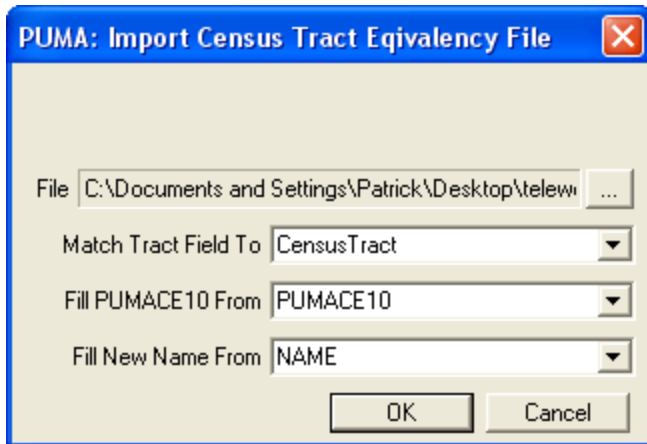 PUMA: Import Census Tract Eqivalency File
File C:\Documents and Settings\Patrick\Desktop\telew ...
Match Tract Field To CensusTract
Fill PUMACE10 From PUMACE10
Fill New Name From NAME
OK Cancel